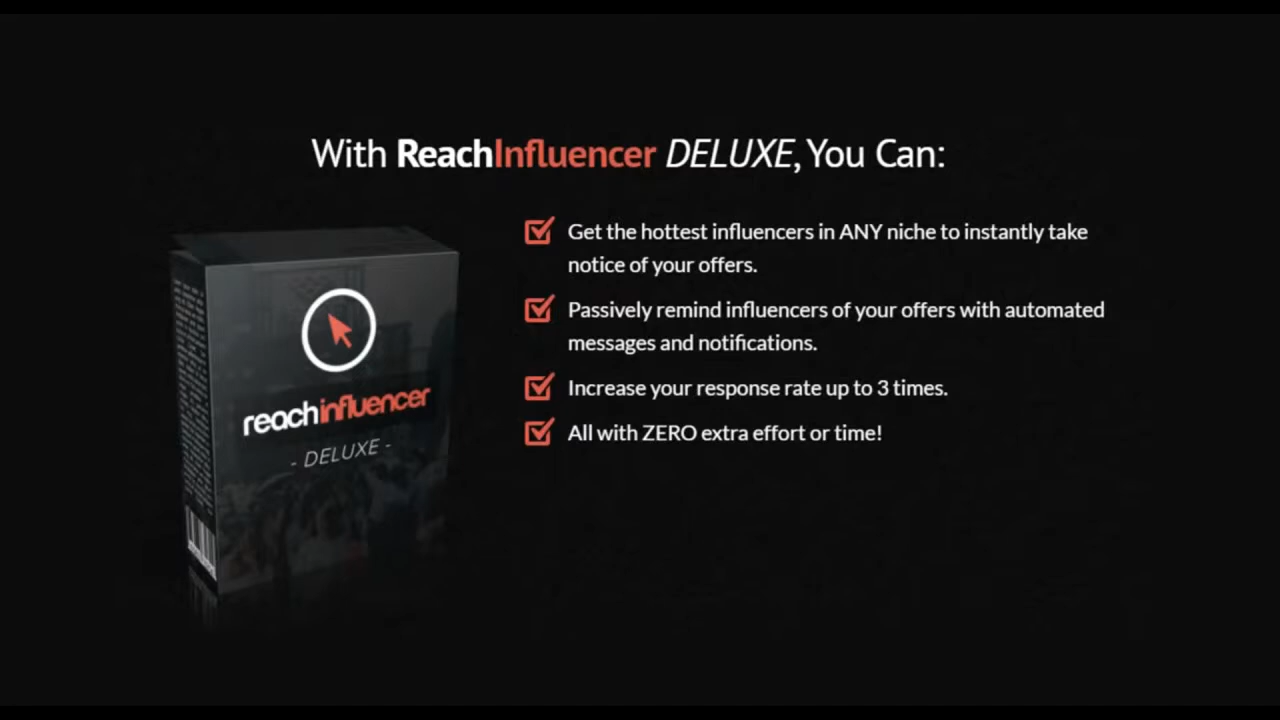 With ReachInfluencer DELUXE, You Can:
Get the hottest influencers in ANY niche to instantly take
notice of your offers.
Passively remind influencers of your offers with automated
messages and notifications.
Increase your response rate up to 3 times.
All with ZERO extra effort or time!
reachinfluencer
- DELUXE -